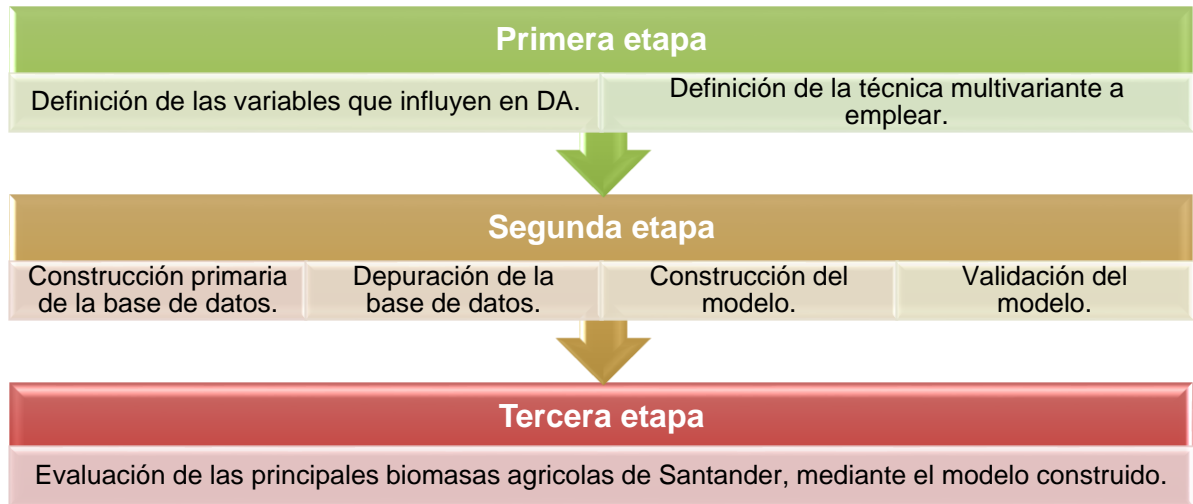 Primera etapa
Definición de las variables que influyen en DA.
Definición de la técnica multivariante a
emplear.
Segunda etapa
Construcción primaria
de la base de datos.
Depuración de la
base de datos.
Construcción del
modelo.
Validación del
modelo.
Tercera etapa
Evaluación de las principales biomasas agricolas de Santander, mediante el modelo construido.